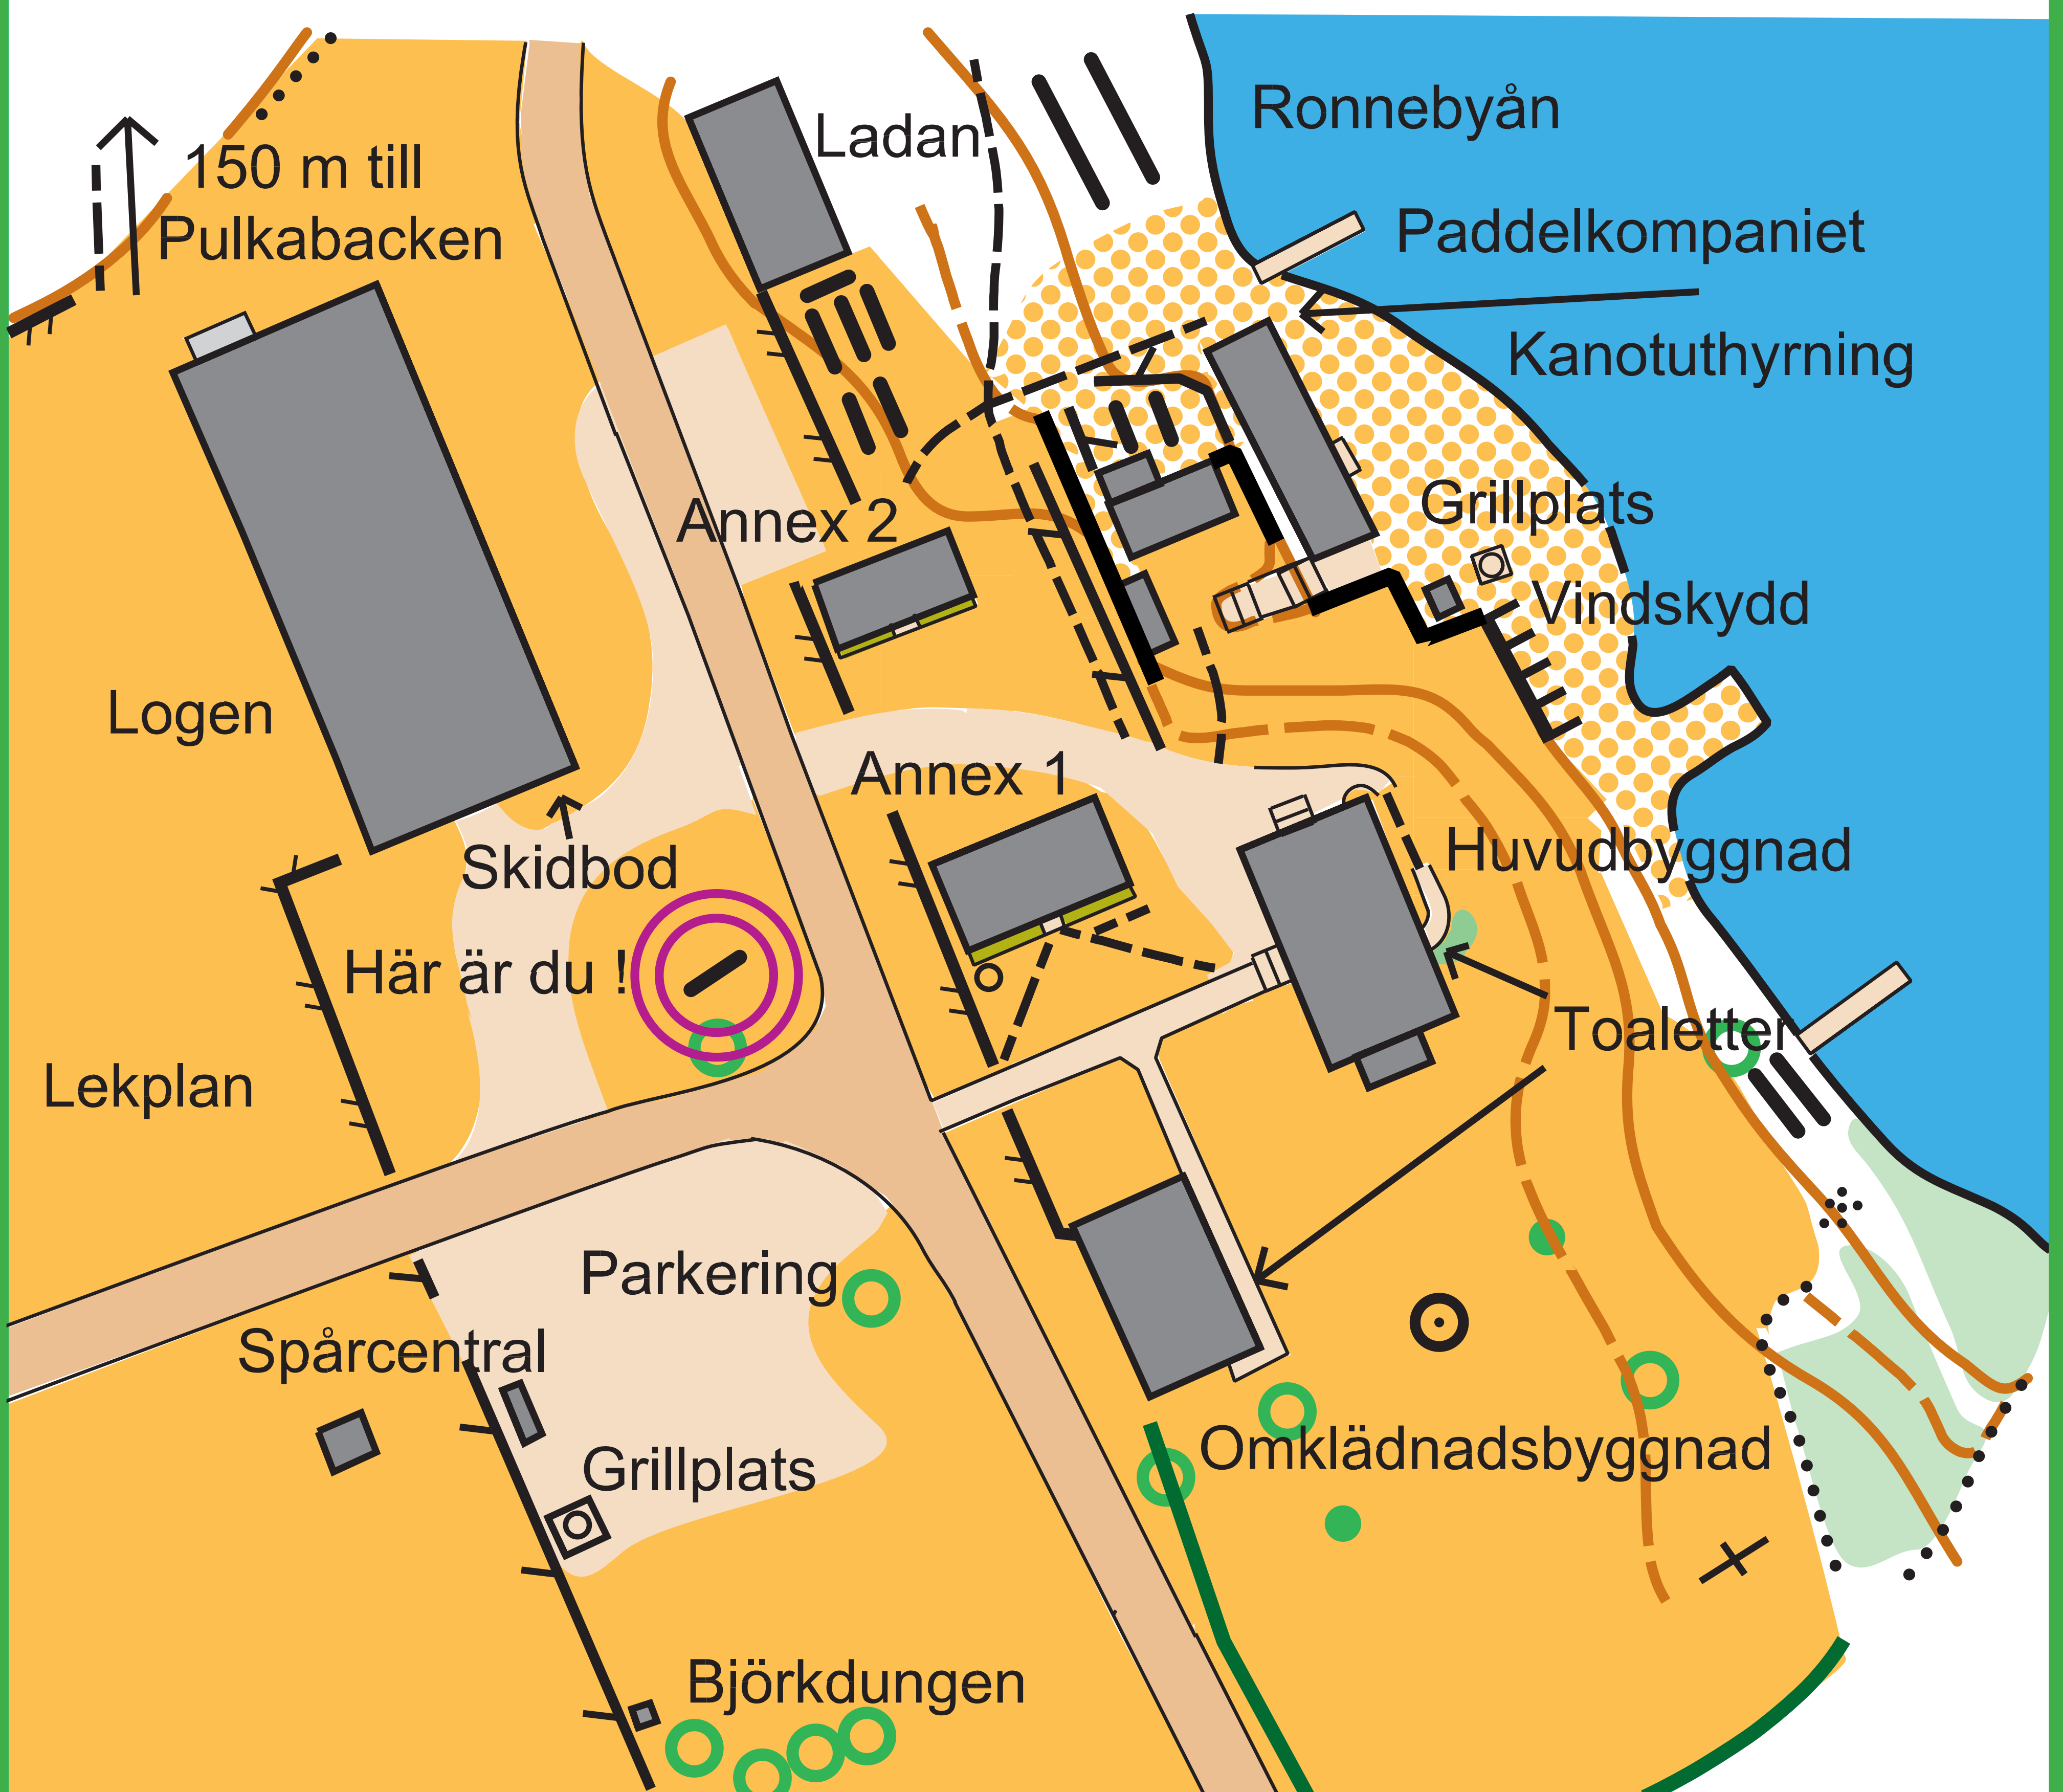 Ronnebyån
Ladan
150 m till
Pulkabacken
Paddelkompaniet
Kanotuthyrning
Grillplats
Annex 2
Vindskydd
Logen
Annex 1
Huvudbyggnad
Skidbod
Här är du !
Toaletter
Lekplan
Parkering
Spårcentral
Omklädnadsbyggnad
Grillplats
Björkdungen